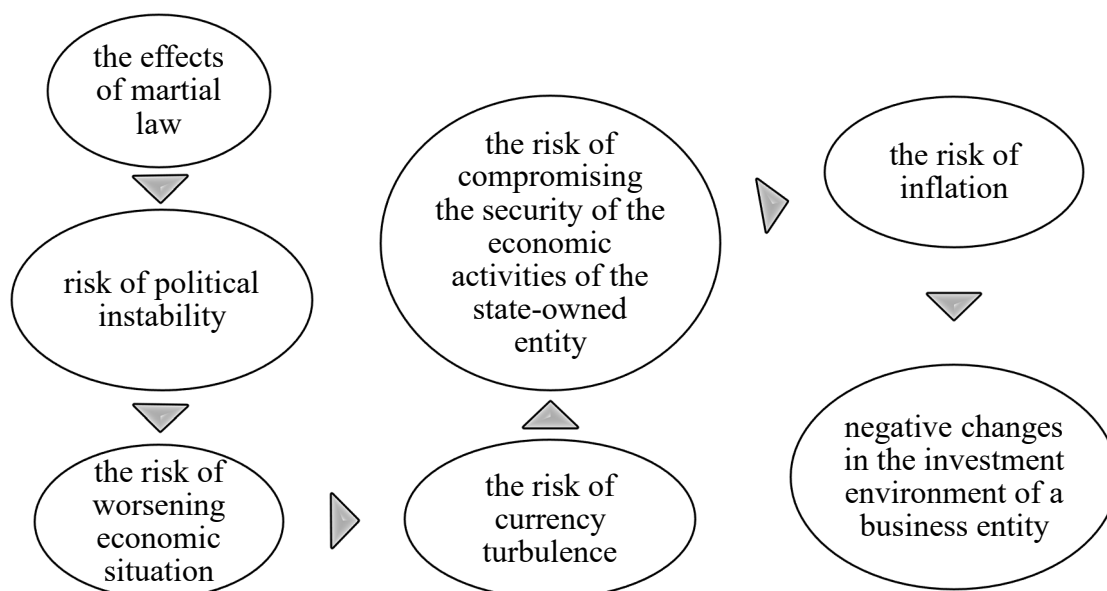 the effects
of martial
law
risk of political
instability
the risk of
worsening
economic
situation
the risk of
currency
turbulence
the risk of
compromising
the security of the
economic
activities of the
state-owned
entity
the risk of
inflation
negative changes
in the investment
environment of a
business entity